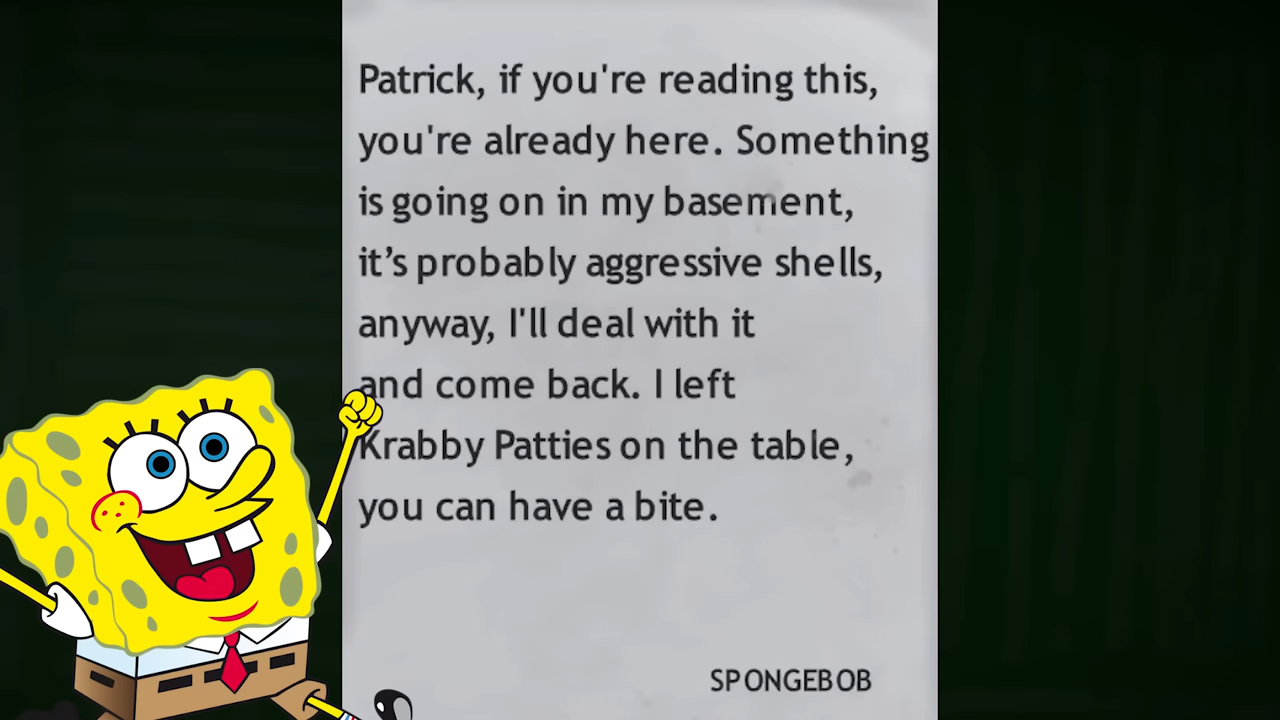 Patrick, if you're reading this,
you're already here. Something
is going on in my basement,
it’s probably aggressive shells,
anyway, I'll deal with it
and come back. I left
Krabby Patties on the table,
you can have a bite.
SPONGEBOB